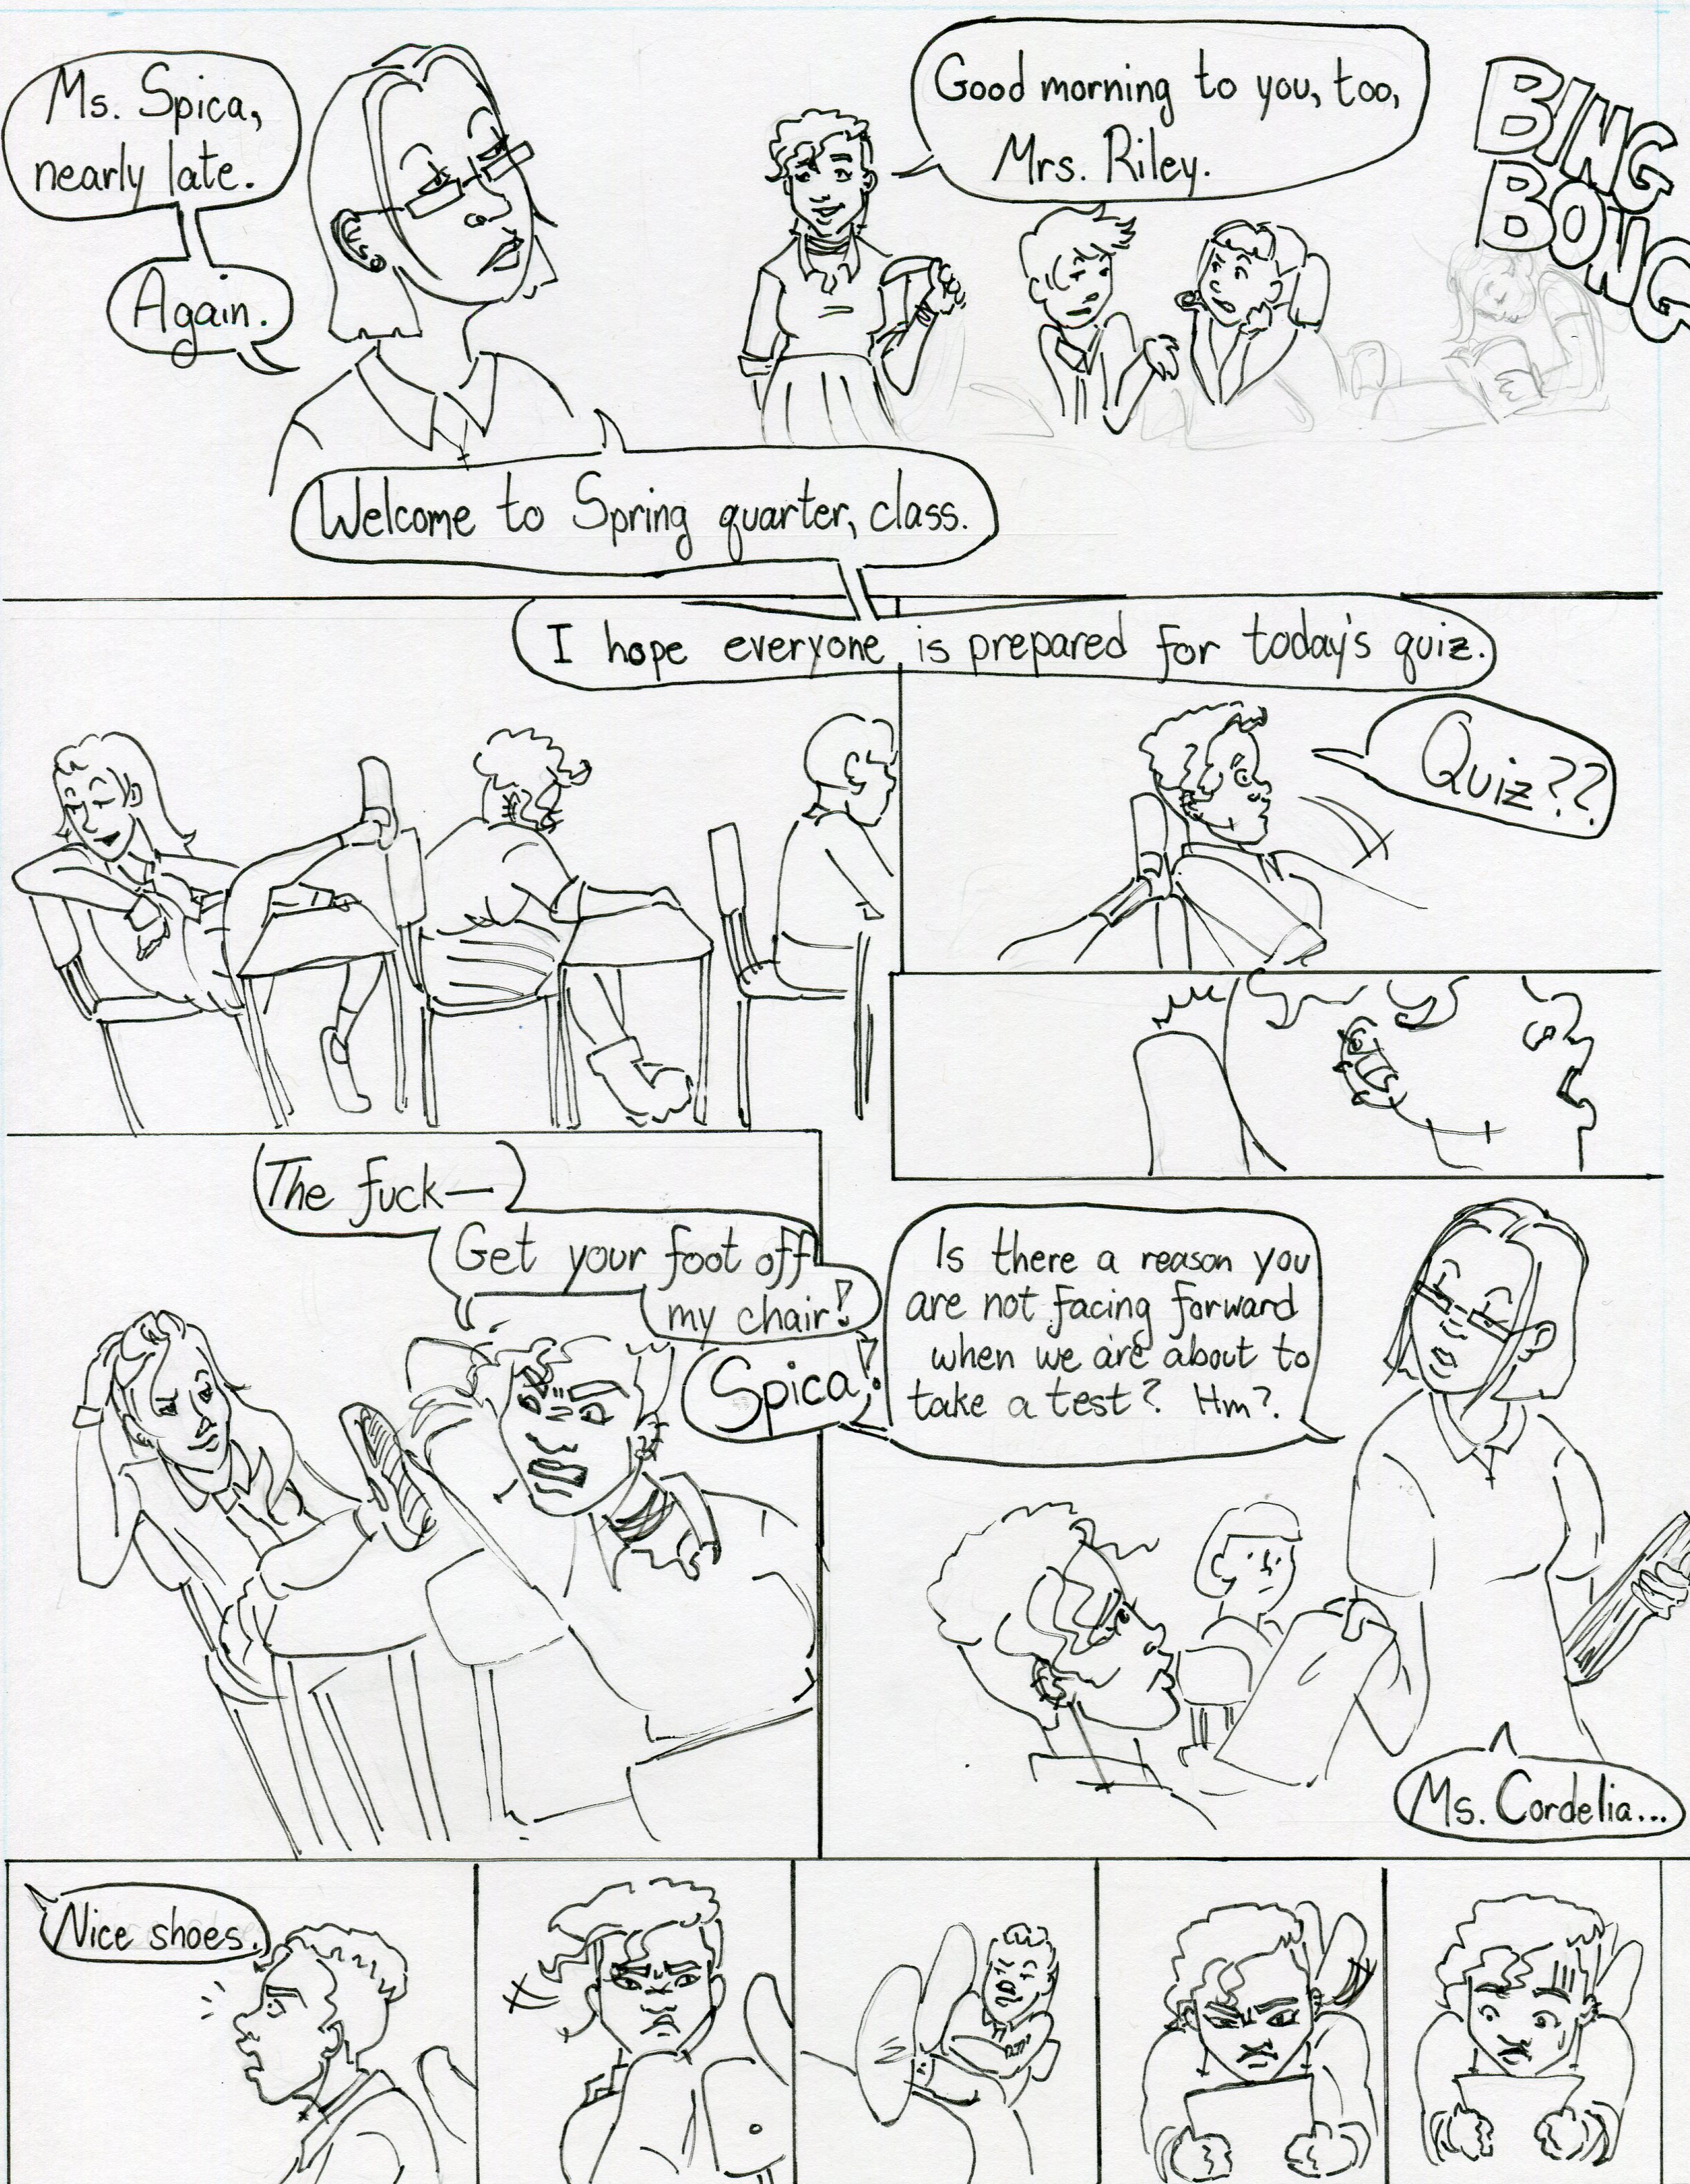 Ms. Spica,
nearly late.
Again.
Good morning to you, too,
Mrs. Riley.
BING
BONG
Welcome to Spring quarter, class.
I hope everyone is prepared for today's quiz.
Quiz??
The fuck—
Get your foot off
my chair!
Spica!
Is there a reason you
are not facing forward
when we are about to
take a test? Hm?
Ms. Cordelia...
Nice shoes.